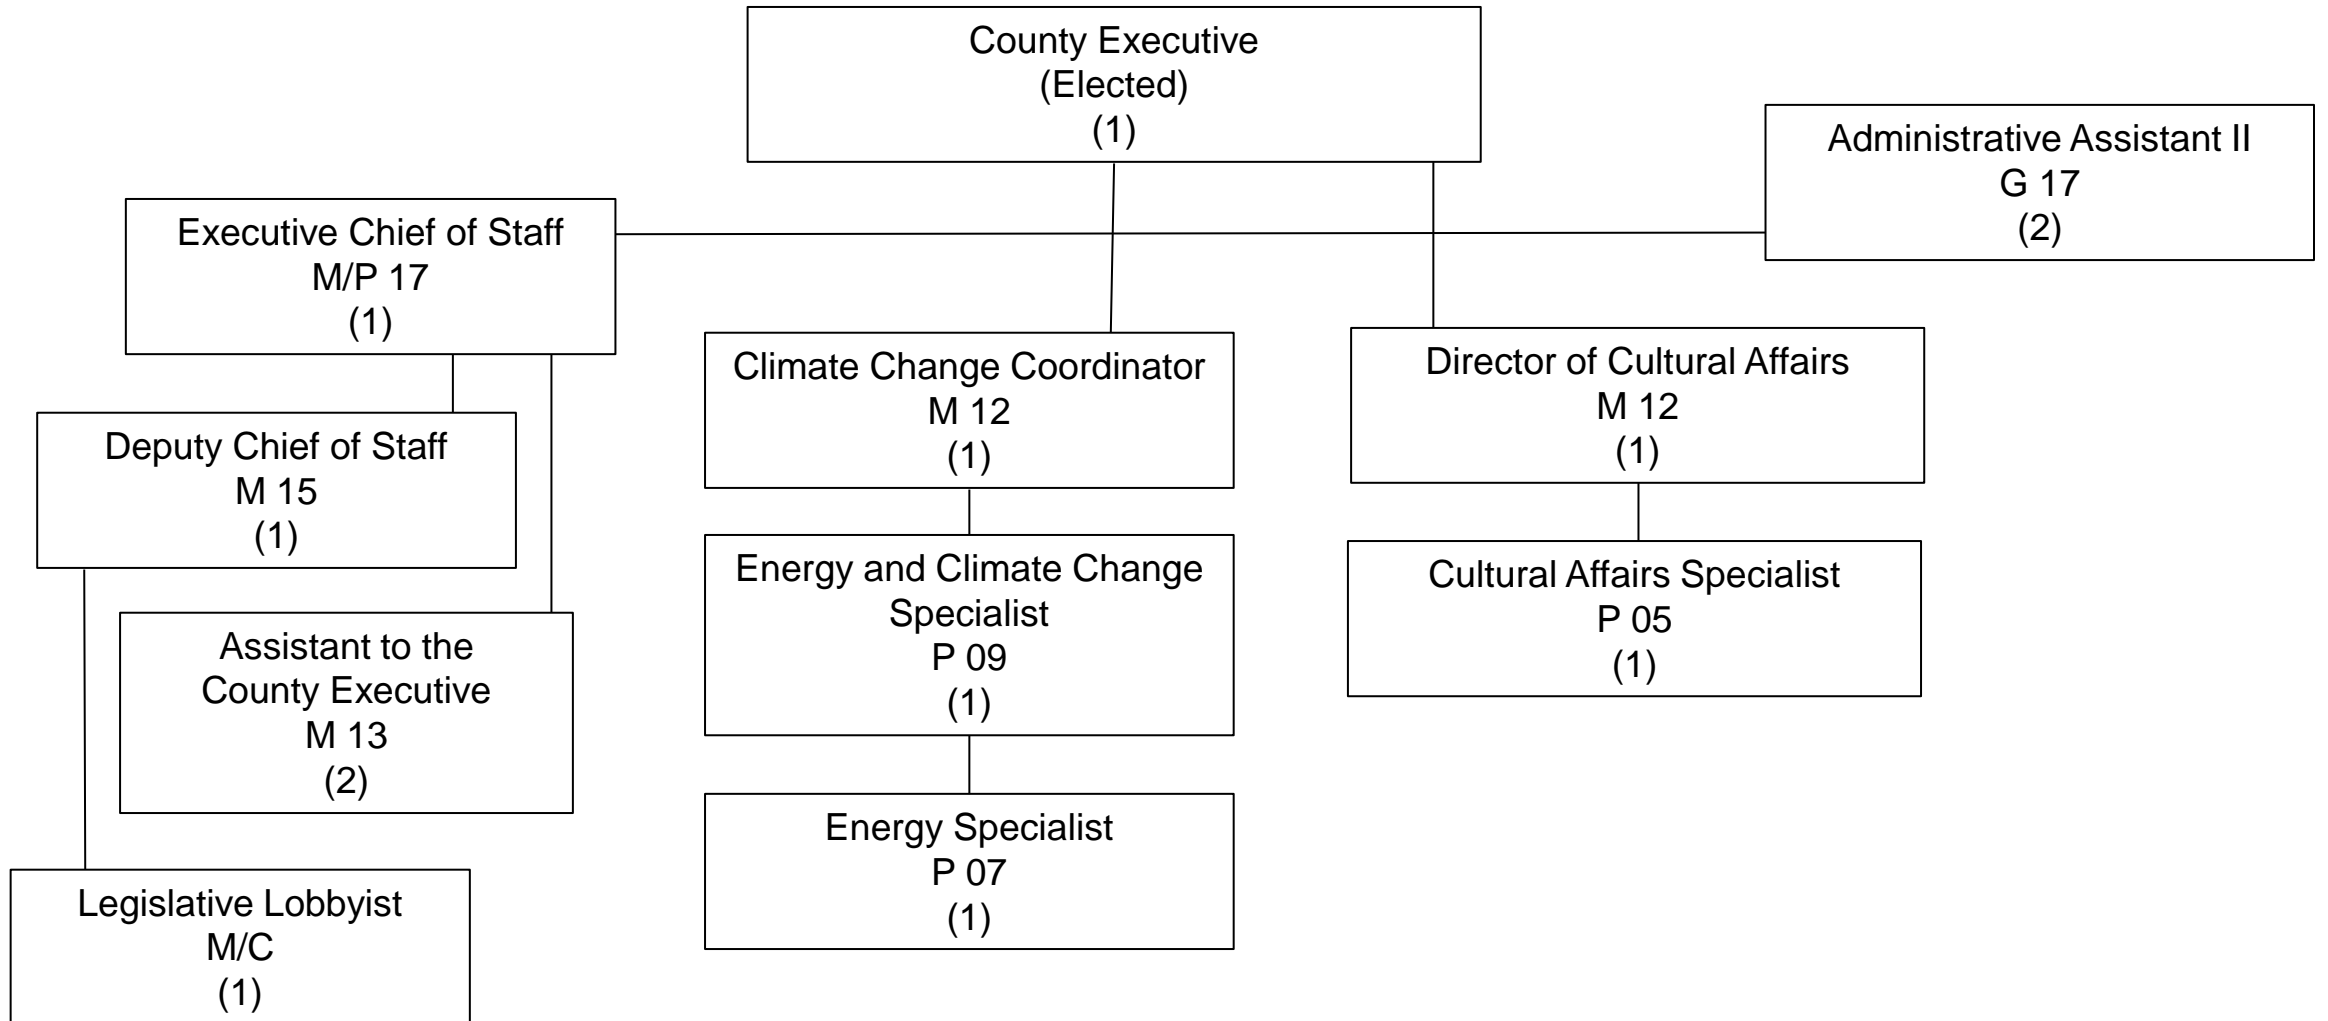 County Executive
(Elected)
(1)
Administrative Assistant II
G 17
(2)
Executive Chief of Staff
M/P 17
(1)
Climate Change Coordinator
M 12
(1)
Director of Cultural Affairs
M 12
(1)
Deputy Chief of Staff
M 15
(1)
Energy and Climate Change
Specialist
P 09
(1)
Cultural Affairs Specialist
P 05
(1)
Assistant to the
County Executive
M 13
(2)
Energy Specialist
P 07
(1)
Legislative Lobbyist
M/C
(1)